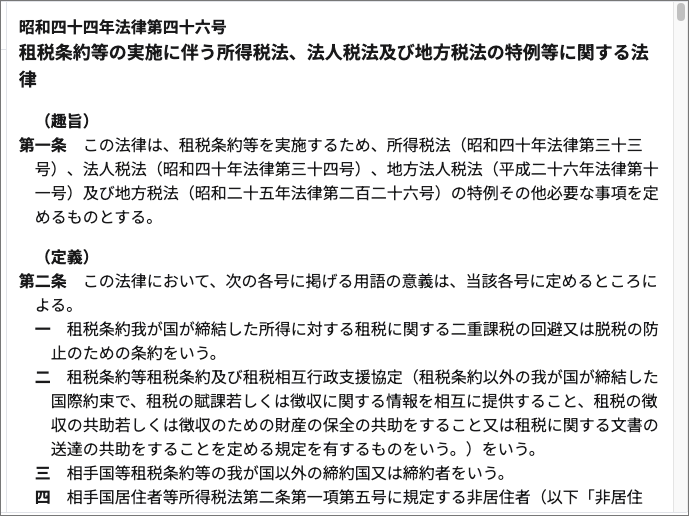 昭和四十四年法律第四十六号
租税条約等の実施に伴う所得税法、法人税法及び地方税法の特例等に関する法
律
（趣旨）
第一条　この法律は、租税条約等を実施するため、所得税法（昭和四十年法律第三十三
号）、法人税法（昭和四十年法律第三十四号）、地方法人税法（平成二十六年法律第十
一号）及び地方税法（昭和二十五年法律第二百二十六号）の特例その他必要な事項を定
めるものとする。
（定義）
第二条　この法律において、次の各号に掲げる用語の意義は、当該各号に定めるところに
よる。
一　租税条約我が国が締結した所得に対する租税に関する二重課税の回避又は脱税の防
止のための条約をいう。
二　租税条約等租税条約及び租税相互行政支援協定（租税条約以外の我が国が締結した
国際約束で、租税の賦課若しくは徴収に関する情報を相互に提供すること、租税の徴
収の共助若しくは徴収のための財産の保全の共助をすること又は租税に関する文書の
送達の共助をすることを定める規定を有するものをいう。）をいう。
三　相手国等租税条約等の我が国以外の締約国又は締約者をいう。
四　相手国居住者等所得税法第二条第一項第五号に規定する非居住者（以下「非居住